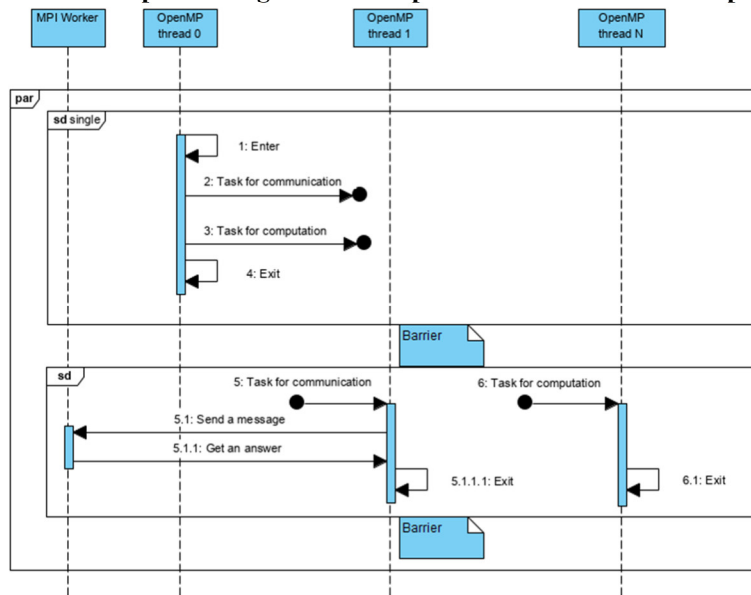 MPI Worker
OpenMP
thread 0
OpenMP
thread 1
OpenMP
thread N
par
sd single
1: Enter
2: Task for communication
3: Task for computation
4: Exit
Barrier
sd
5: Task for communication
6: Task for computation
5.1: Send a message
5.1.1: Get an answer
5.1.1.1: Exit
6.1: Exit
Barrier